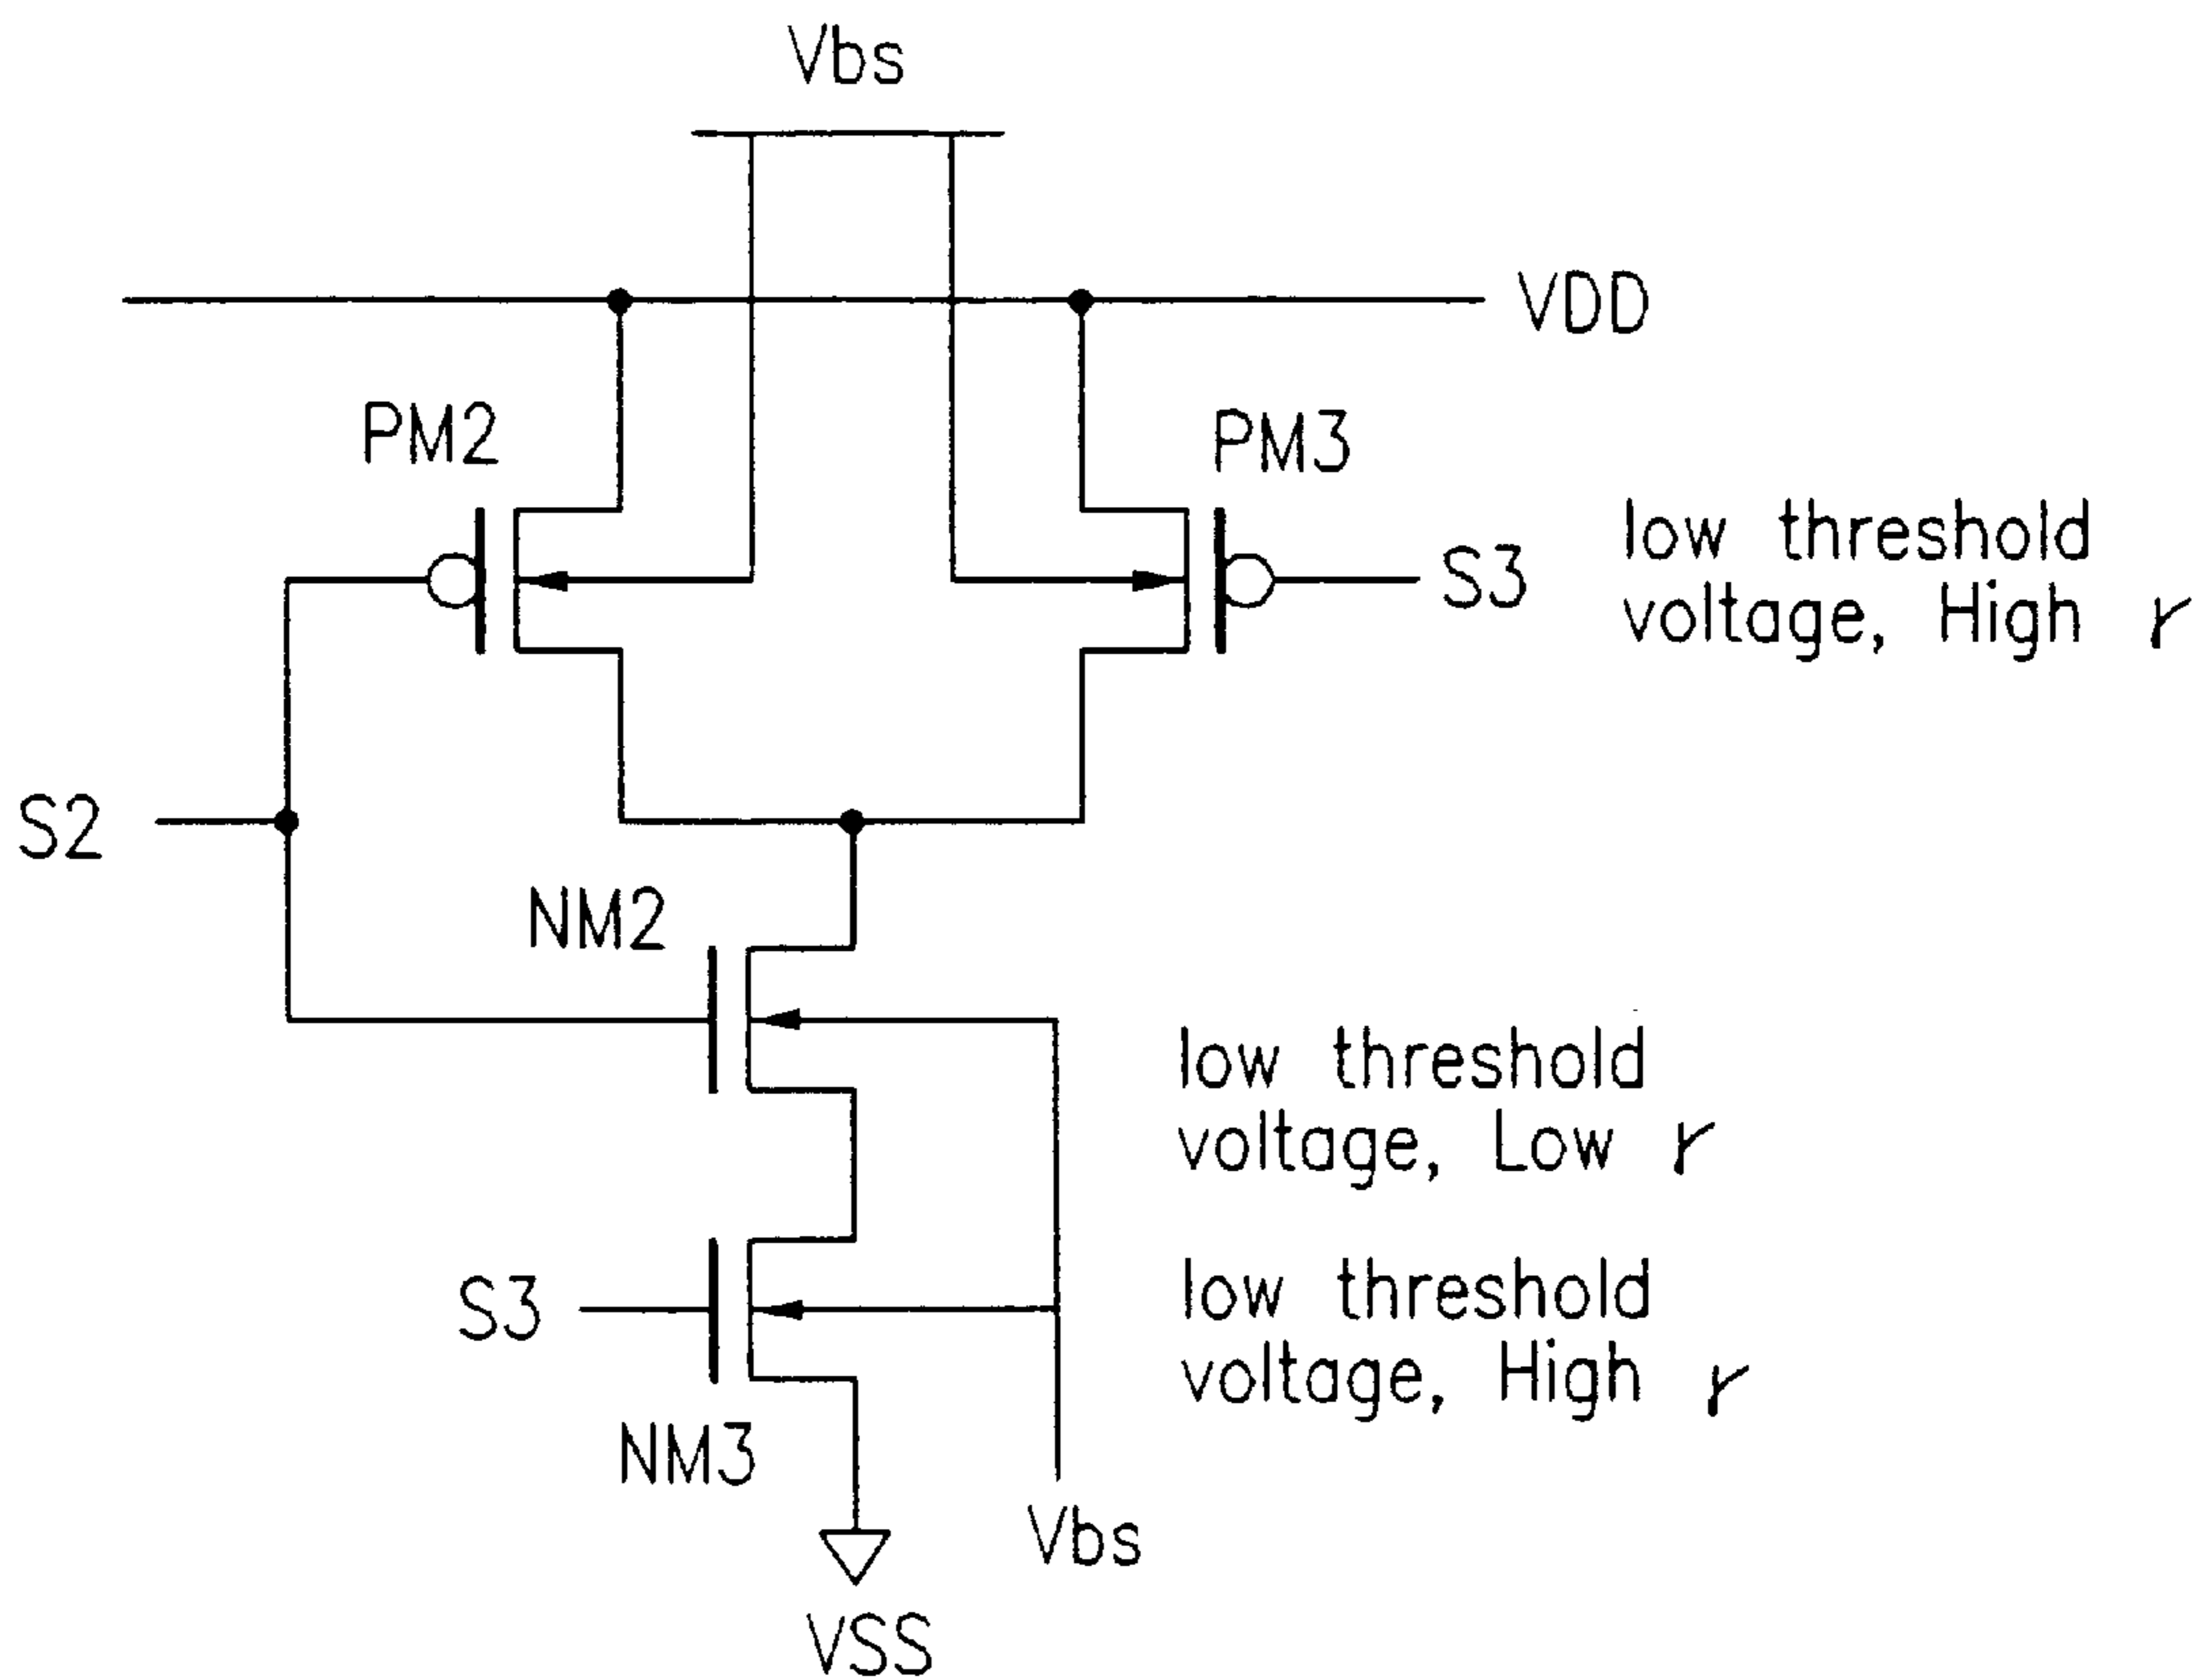 Vbs
VDD
PM2
PM3
S3
low threshold
voltage, High γ
S2
NM2
low threshold
voltage, Low γ
S3
low threshold
voltage, High γ
NM3
Vbs
VSS